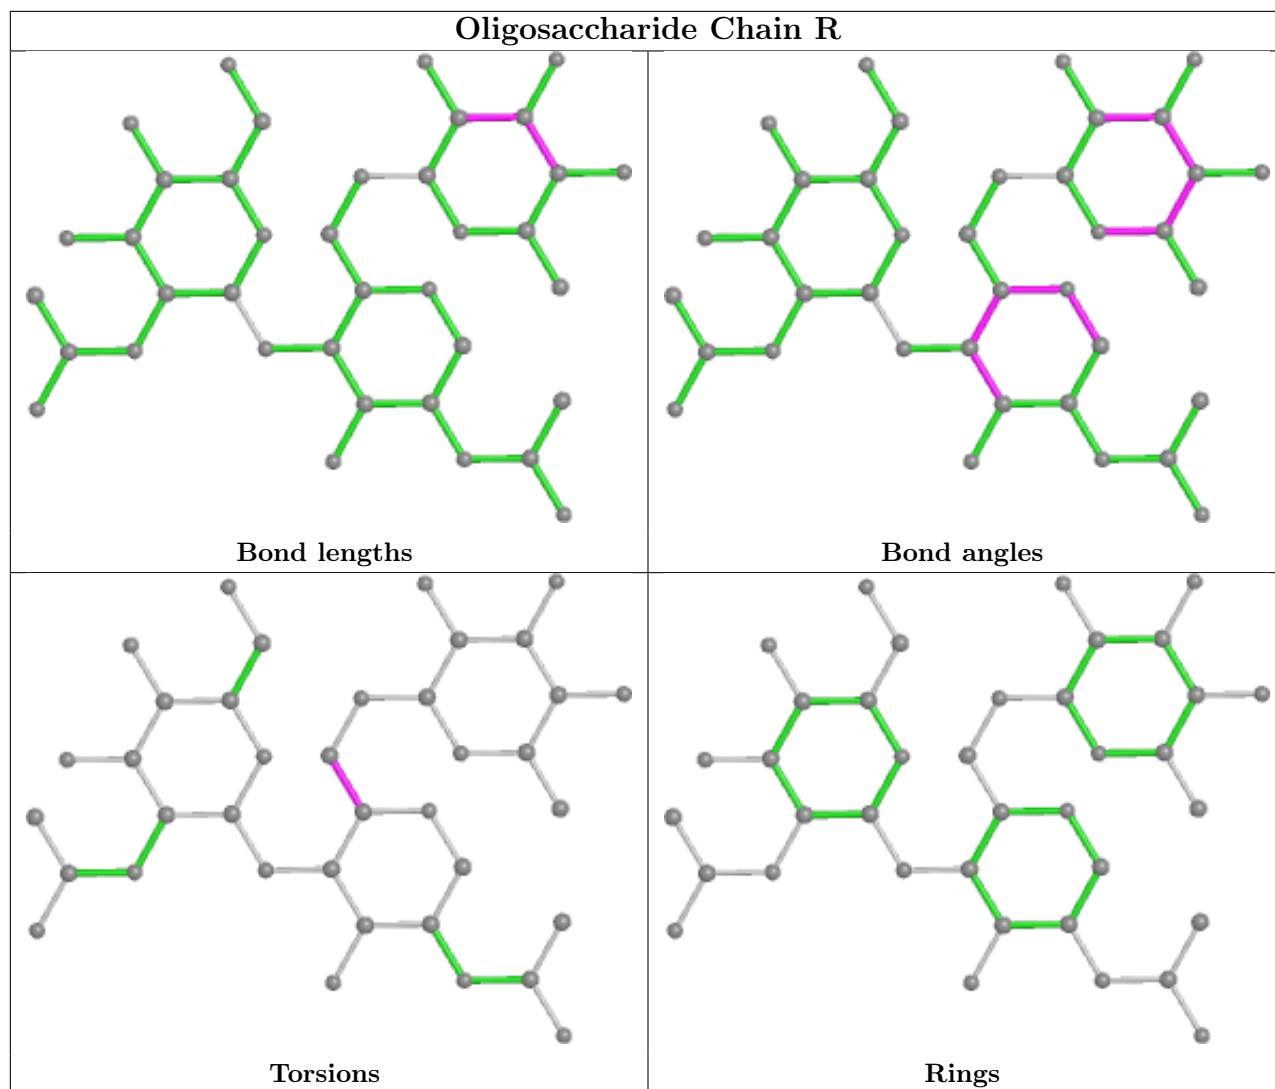 Oligosaccharide Chain R
Bond lengths
Bond angles
Torsions
Rings